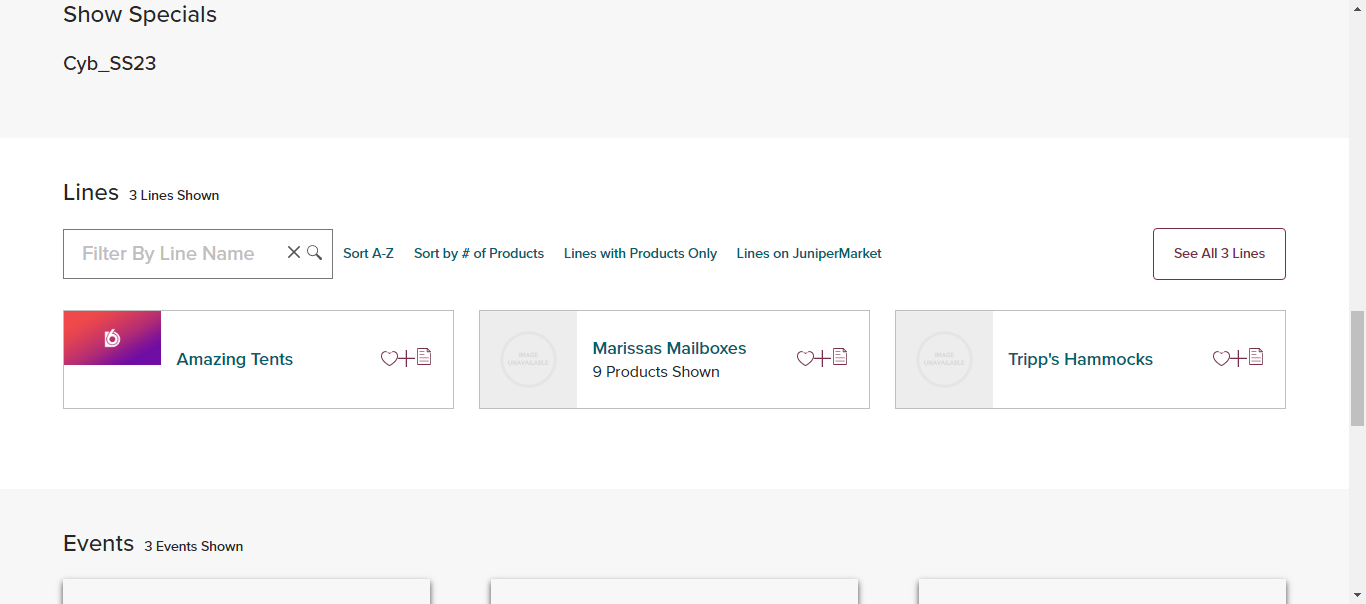 Show Specials
Cyb_SS23
Lines 3 Lines Shown
Filter By Line Name Sort A-Z Sort by # of Products Lines with Products Only Lines on JuniperMarket See All 3 Lines
Amazing Tents
IMAGE
UNAVAILABLE
Marissas Mailboxes
9 Products Shown
IMAGE
UNAVAILABLE
Tripp's Hammocks
Events 3 Events Shown